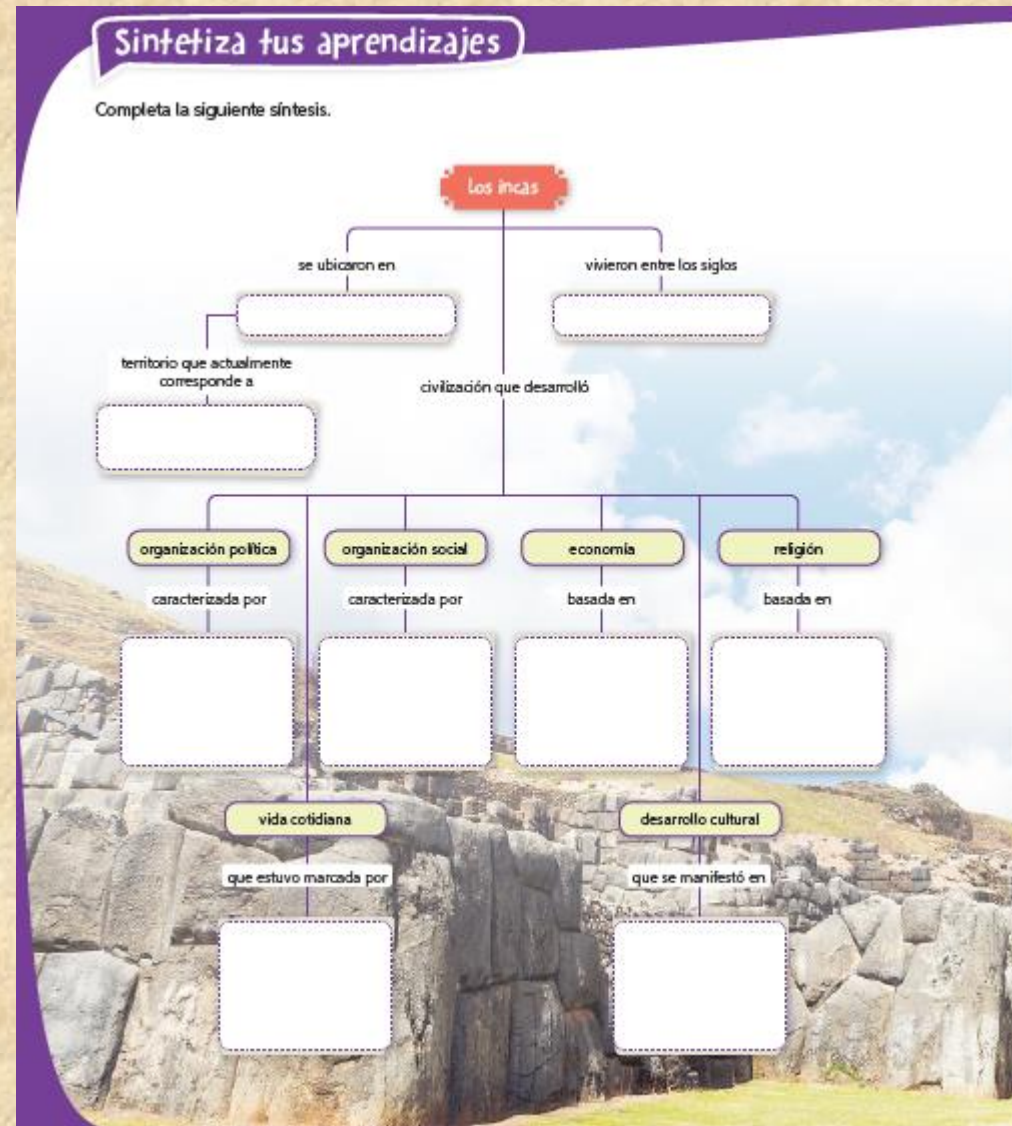 Sintetiza tus aprendizajes
Completa la siguiente síntesis.
Los incas
se ubicaron en
vivieron entre los siglos
territorio que actualmente
corresponde a
civilización que desarrolló
organización política
organización social
economía
religión
caracterizada por
caracterizada por
basada en
basada en
vida cotidiana
desarrollo cultural
que estuvo marcada por
que se manifestó en